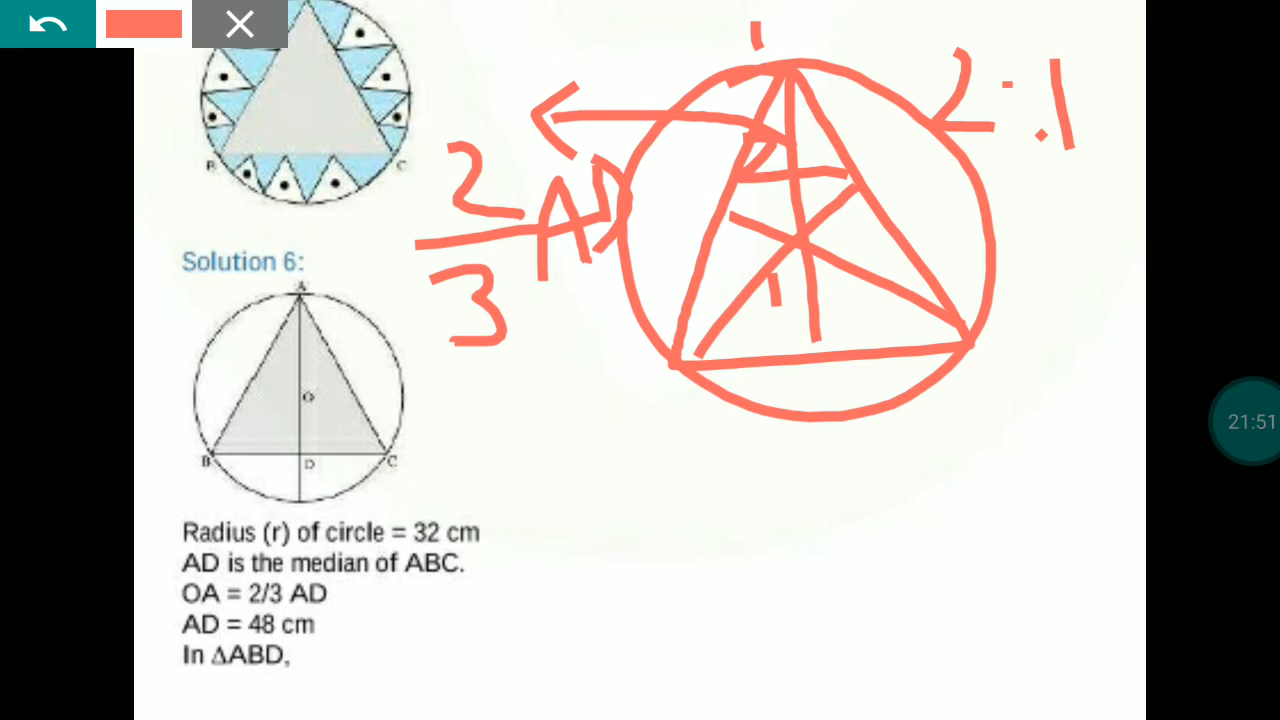 B
C
Solution 6:
A
O
B
D
C
Radius (r) of circle = 32 cm
AD is the median of ABC.
OA = 2/3 AD
AD = 48 cm
In ΔABD,
2
3
AD
2
1
2:1
21:51